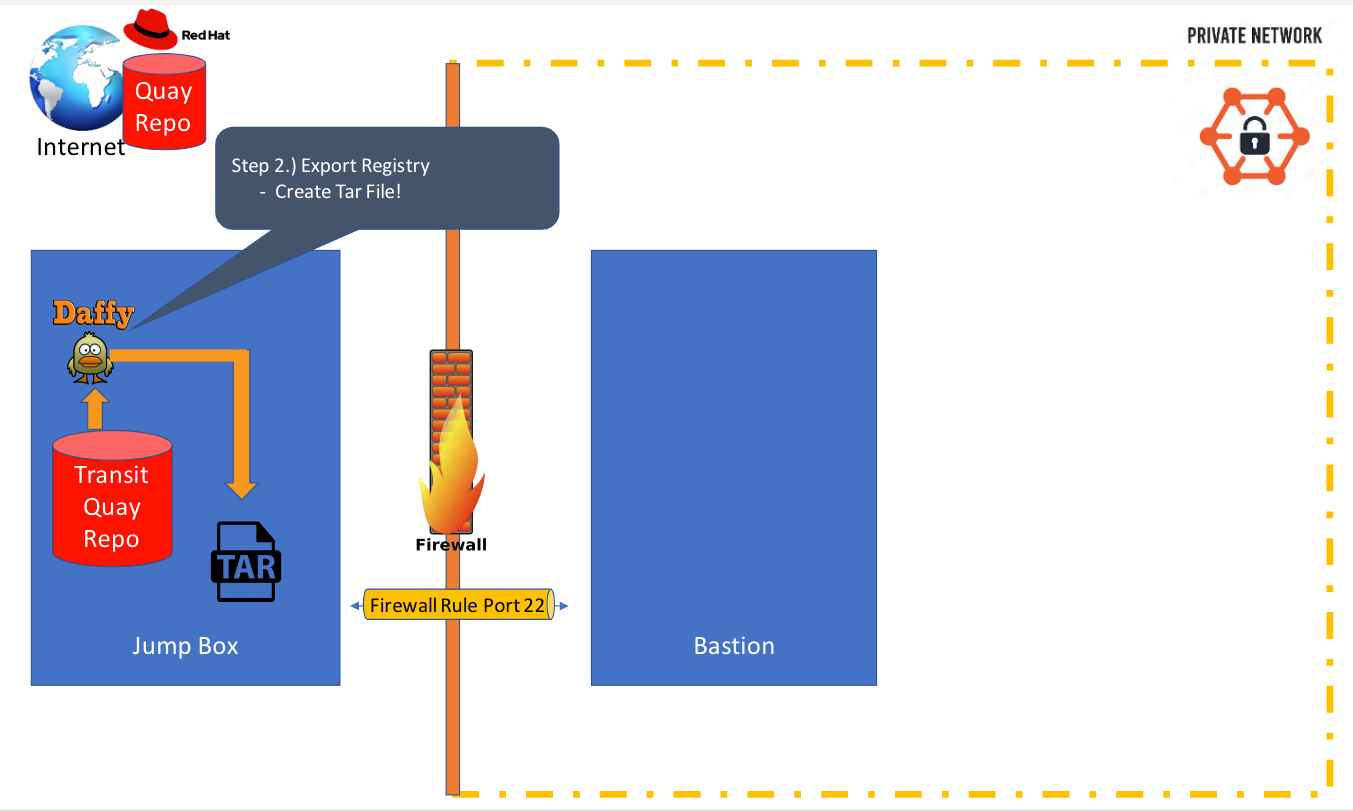 Red Hat
PRIVATE NETWORK
Quay
Repo
Internet
Step 2.) Export Registry
- Create Tar File!
Daffy
Transit
Quay
Repo
TAR
Firewall
Firewall Rule Port 22
Jump Box
Bastion